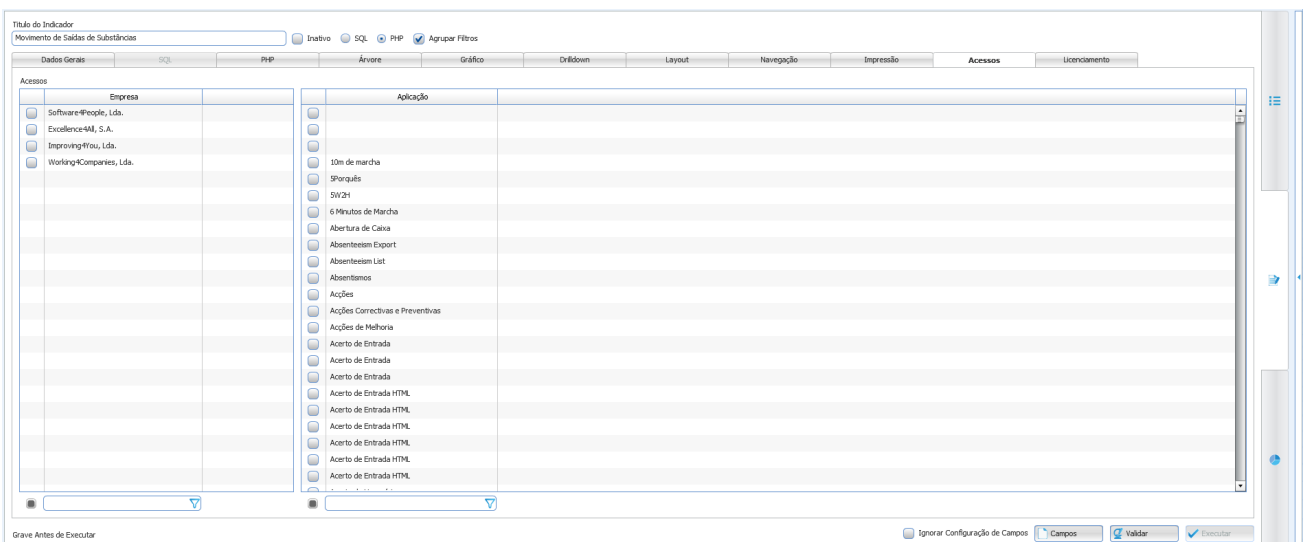 Titulo do Indicador
Movimento de Saídas de Substâncias Inativo SQL PHP Agrupar Filtros
Dados Gerais SQL PHP Árvore Gráfico Drilldown Layout Navegação Impressão Acessos Licenciamento
Acessos
Empresa Aplicação
Software4People, Lda.
Excellence4All, S.A.
Improving4You, Lda.
Working4Companies, Lda. 10m de marcha
5Porquês
5W2H
6 Minutos de Marcha
Abertura de Caixa
Absenteeism Export
Absenteeism List
Absentismos
Acções
Acções Correctivas e Preventivas
Acções de Melhoria
Acerto de Entrada
Acerto de Entrada
Acerto de Entrada
Acerto de Entrada HTML
Acerto de Entrada HTML
Acerto de Entrada HTML
Acerto de Entrada HTML
Acerto de Entrada HTML
Acerto de Entrada HTML
Grave Antes de Executar Ignorar Configuração de Campos Campos Validar Executar